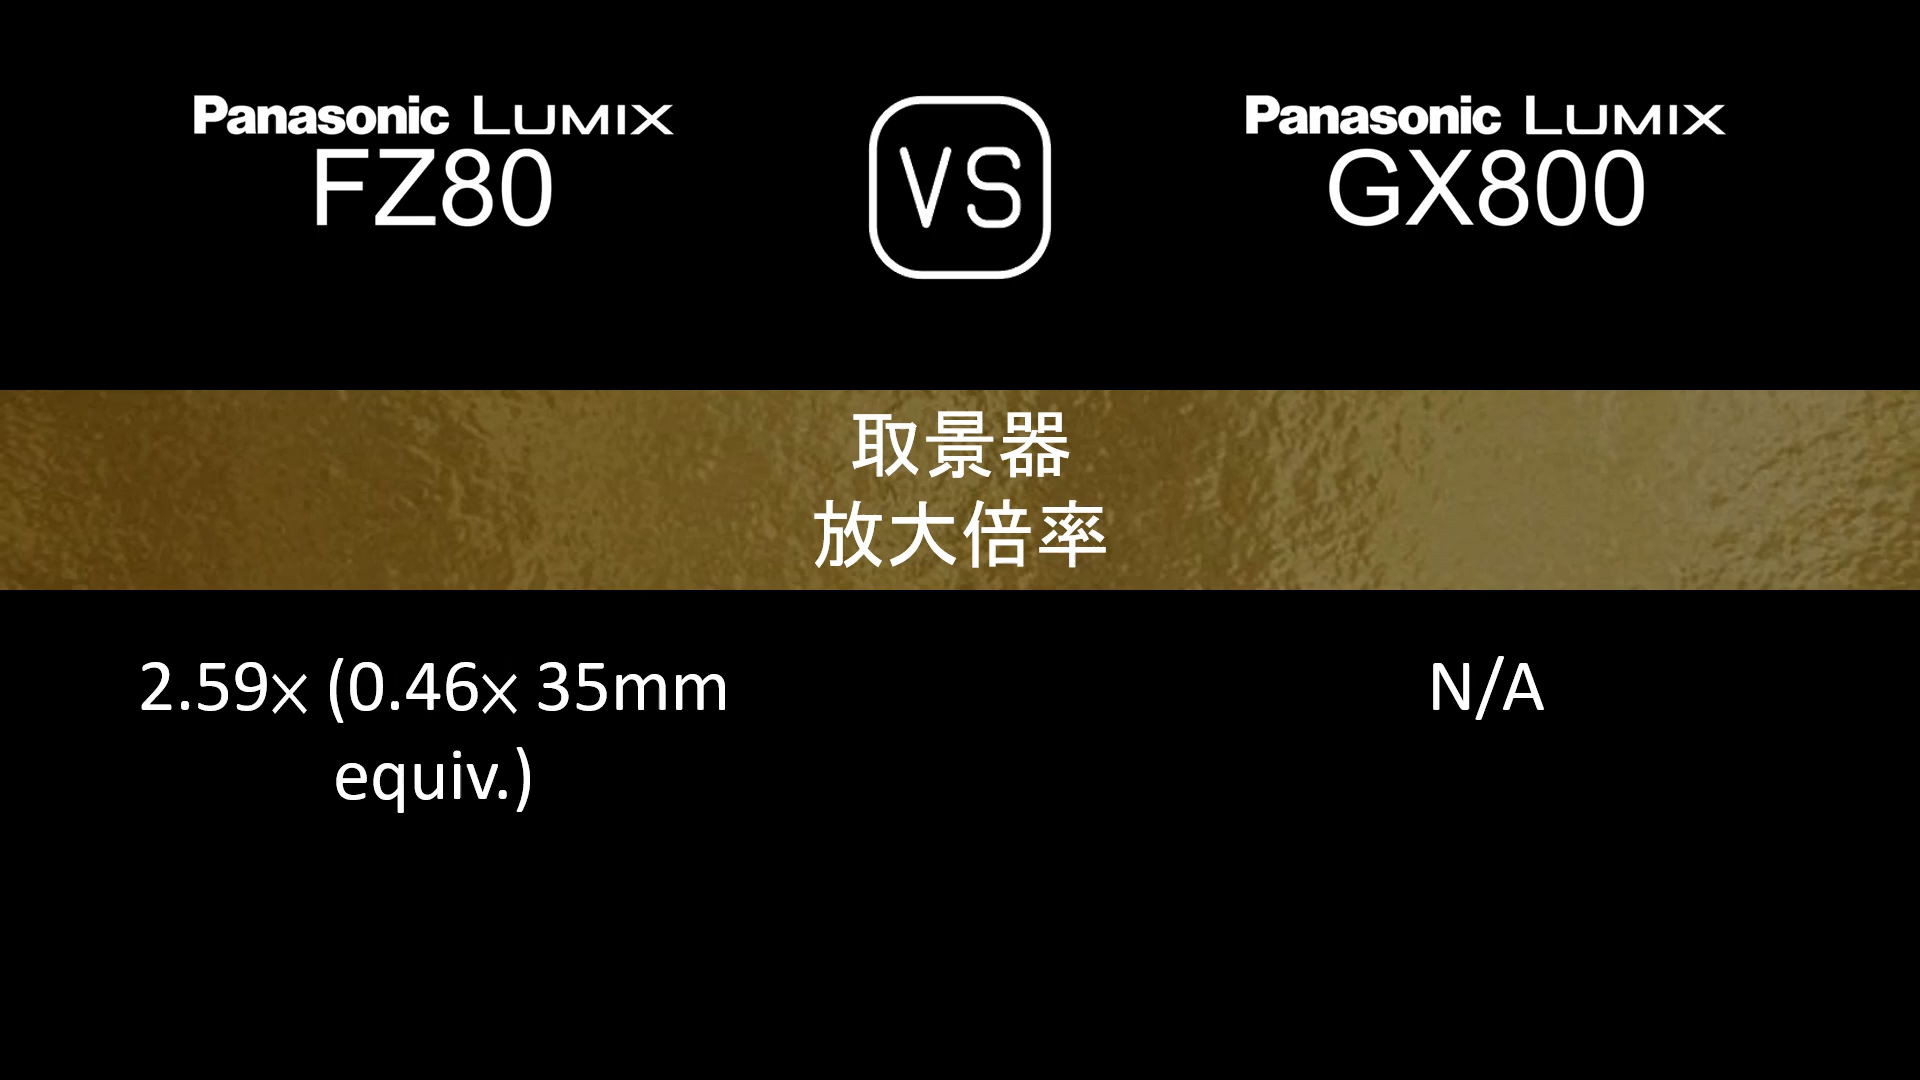 Panasonic LUMIX
FZ80
VS
Panasonic LUMIX
GX800
取景器
放大倍率
2.59x (0.46x 35mm
equiv.)
N/A